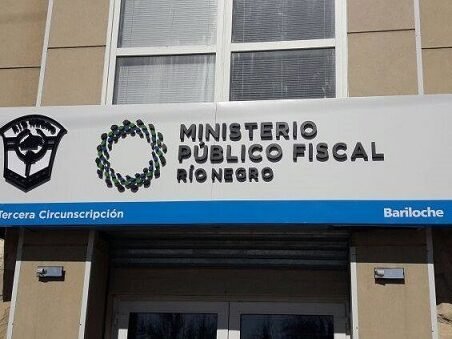 MINISTERIO
PÚBLICO FISCAL
RÍO NEGRO
Tercera Circunscripción
Bariloche